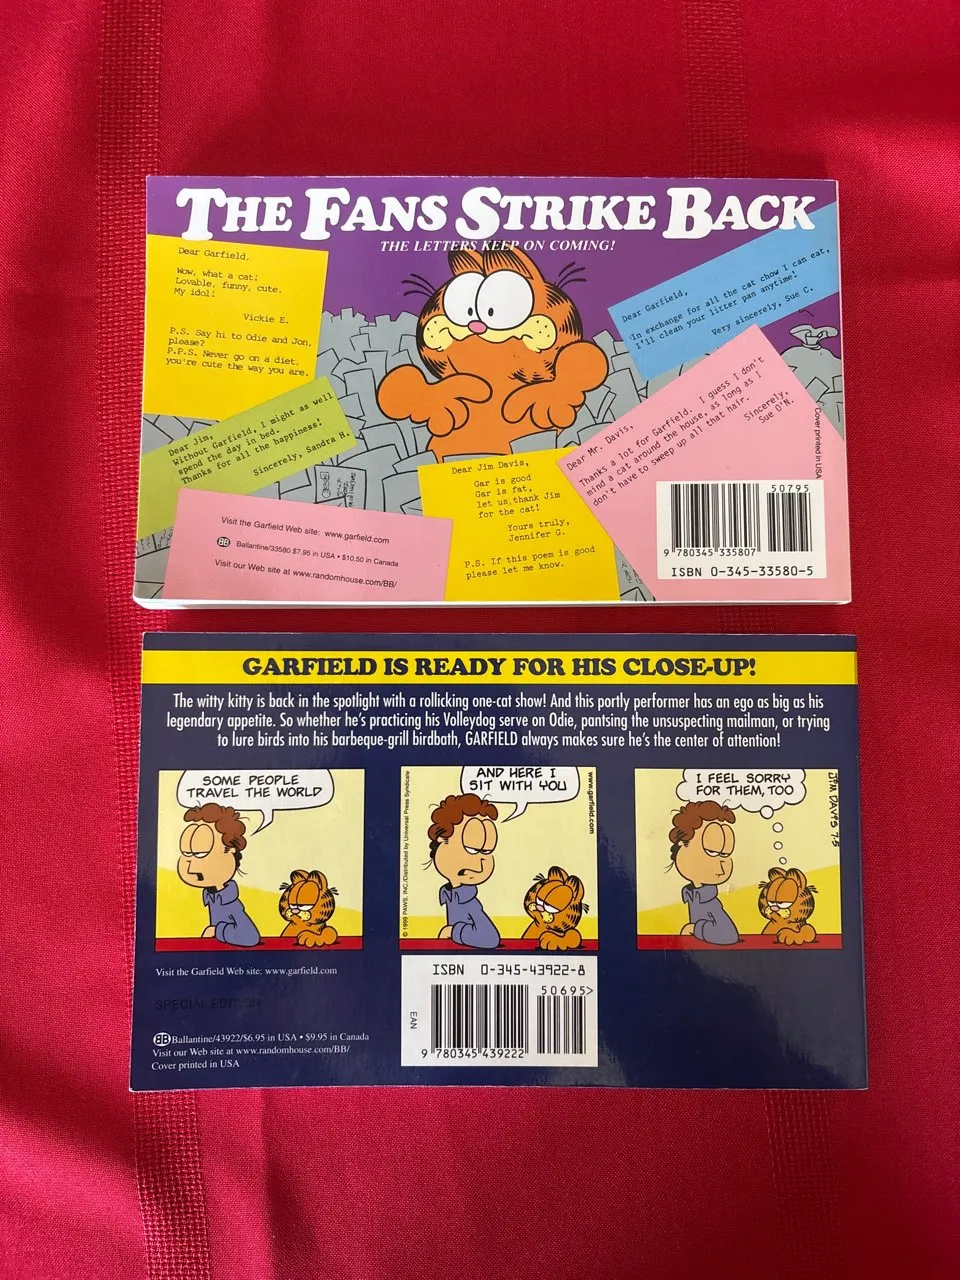 THE FANS STRIKE BACK
THE LETTERS KEEP ON COMING!
Dear Garfield,
Wow, what a cat!
Lovable, funny, cute.
My idol!
Vickie E.
P.S. Say hi to Odie and Jon,
please?
P.P.S. Never go on a diet,
you're cute the way you are.
Dear Garfield,
In exchange for all the cat chow I can eat,
I'll clean your litter pan anytime!
Very sincerely, Sue C.
Dear Jim,
Without Garfield, I might as well
spend the day in bed.
Thanks for all the happiness.
Sincerely, Sandra H.
Dear Mr. Davis,
Thanks a lot for Garfield. I guess I don't
mind a cat around the house, as long as I
don't have to sweep up all that hair.
Sincerely,
Sue O'N.
Dear Jim Davis,
Gar is good
Gar is fat,
let us thank Jim
for the cat!
Yours truly,
Jennifer G.
P.S. If this poem is good
please let me know.
Visit the Garfield Web site: www.garfield.com
BB Ballantine/33580 $7.95 in USA • $10.50 in Canada
Visit our Web site at www.randomhouse.com/BB/
Cover printed in USA
50795
9 780345 335807
ISBN 0-345-33580-5
GARFIELD IS READY FOR HIS CLOSE-UP!
The witty kitty is back in the spotlight with a rollicking one-cat show! And this portly performer has an ego as big as his
legendary appetite. So whether he's practicing his Volleydog serve on Odie, pantsing the unsuspecting mailman, or trying
to lure birds into his barbeque-grill birdbath, GARFIELD always makes sure he's the center of attention!
SOME PEOPLE
TRAVEL THE WORLD
© 1999 PAWS, INC./Distributed by Universal Press Syndicate
AND HERE I
SIT WITH YOU
www.garfield.com
I FEEL SORRY
FOR THEM, TOO
JIM DAVIS 7-5
Visit the Garfield Web site: www.garfield.com
SPECIAL EDITION
BB Ballantine/43922/$6.95 in USA • $9.95 in Canada
Visit our Web site at www.randomhouse.com/BB/
Cover printed in USA
ISBN 0-345-43922-8
50695>
EAN
9 780345 439222